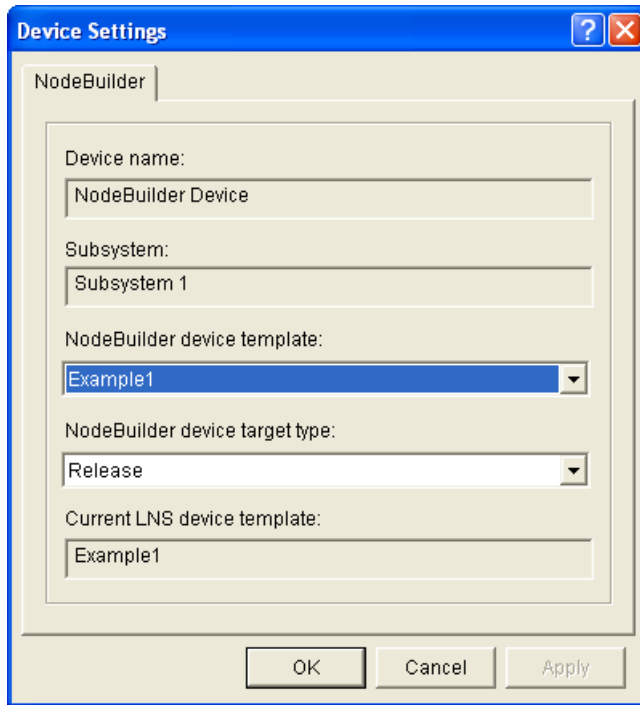 Device Settings
NodeBuilder
Device name:
NodeBuilder Device
Subsystem:
Subsystem 1
NodeBuilder device template:
Example1
NodeBuilder device target type:
Release
Current LNS device template:
Example1
OK Cancel Apply